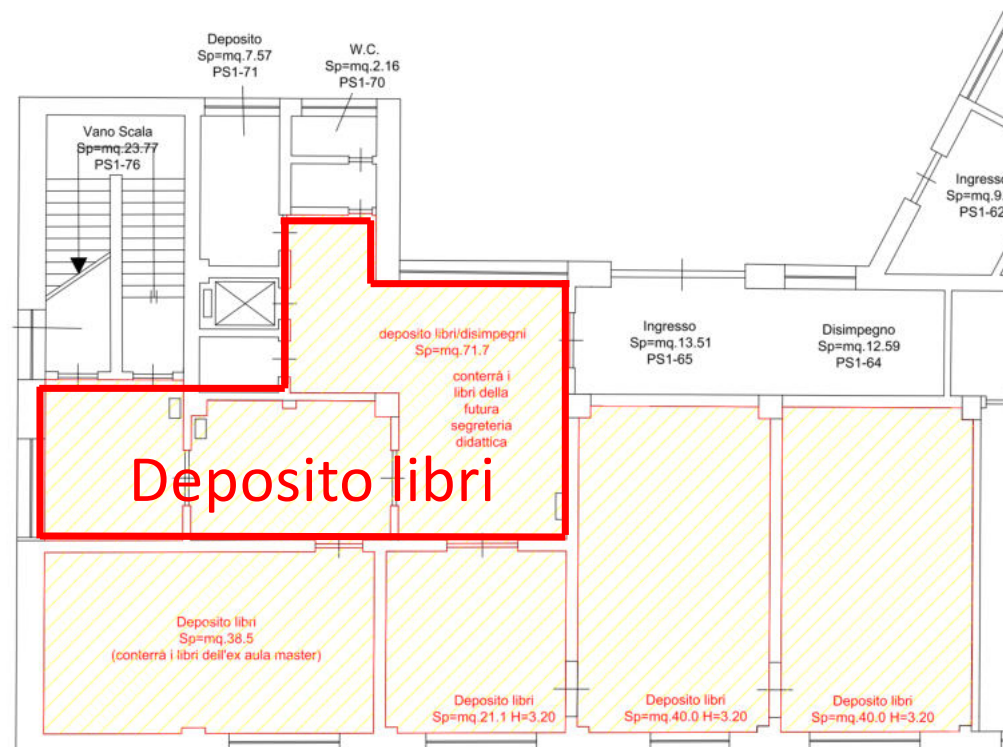 Deposito
Sp=mq.7.57
PS1-71
W.C.
Sp=mq.2.16
PS1-70
Vano Scala
Sp=mq.23.77
PS1-76
Ingresso
Sp=mq.9.
PS1-62
deposito libri/disimpegni
Sp=mq.71.7
conterrà i
libri della
futura
segreteria
didattica
Ingresso
Sp=mq.13.51
PS1-65
Disimpegno
Sp=mq.12.59
PS1-64
Deposito libri
Deposito libri
Sp=mq.38.5
(conterrà i libri dell'ex aula master)
Deposito libri
Sp=mq.21.1 H=3.20
Deposito libri
Sp=mq.40.0 H=3.20
Deposito libri
Sp=mq.40.0 H=3.20